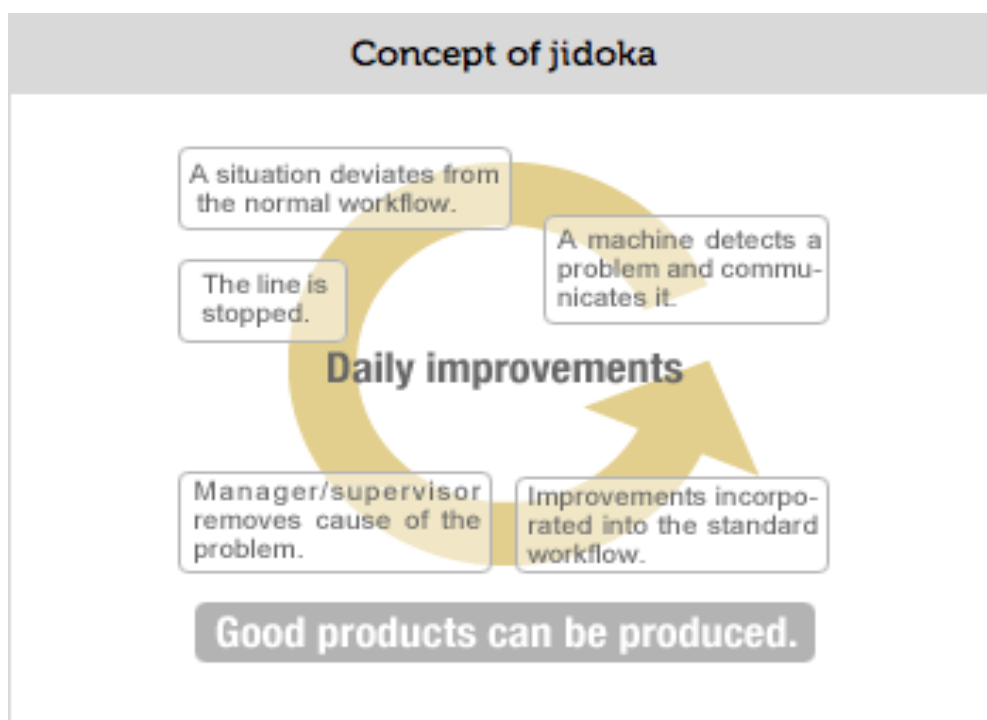 Concept of jidoka
A situation deviates from
the normal workflow.
A machine detects a
problem and commu-
nicates it.
The line is
stopped.
Daily improvements
Manager/supervisor
removes cause of the
problem.
Improvements incorpo-
rated into the standard
workflow.
Good products can be produced.